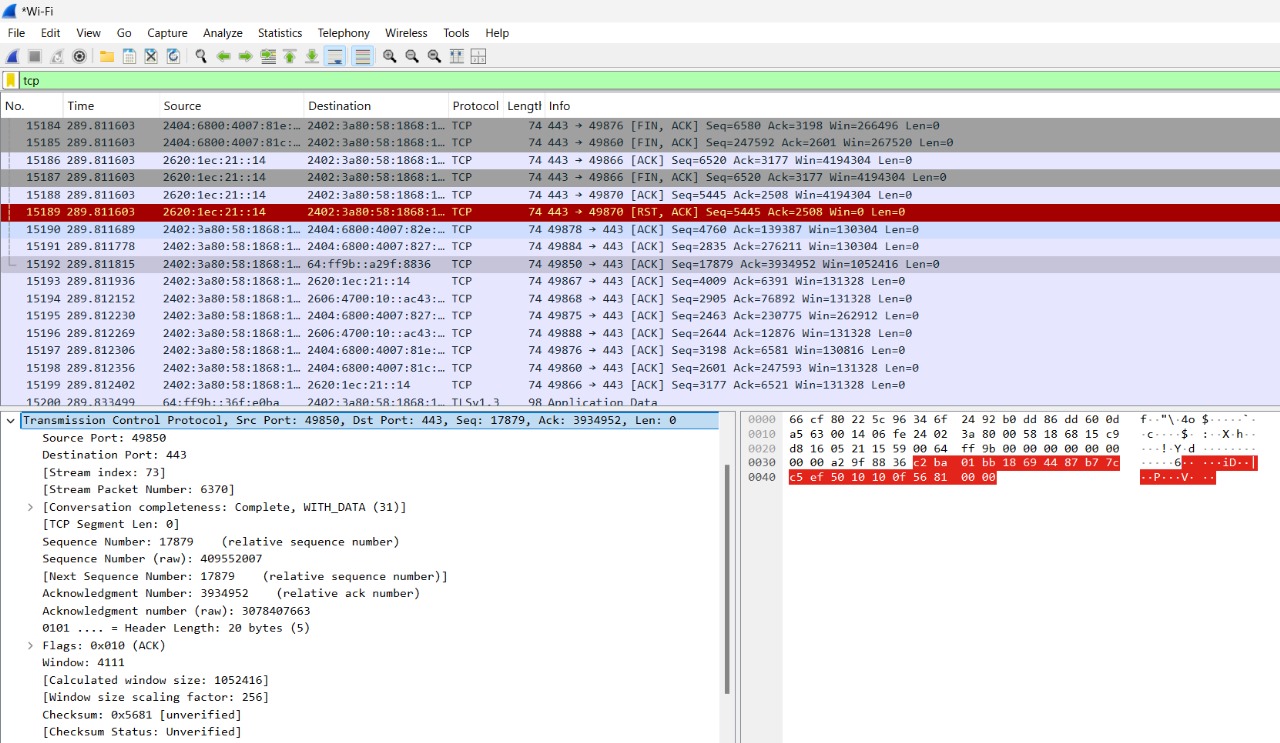 *Wi-Fi
File Edit View Go Capture Analyze Statistics Telephony Wireless Tools Help
tcp
No. Time Source Destination Protocol Length Info
15184 289.811603 2404:6800:4007:81e:… 2402:3a80:58:1868:1… TCP 74 443 → 49876 [FIN, ACK] Seq=6580 Ack=3198 Win=266496 Len=0
15185 289.811603 2404:6800:4007:81c:… 2402:3a80:58:1868:1… TCP 74 443 → 49860 [FIN, ACK] Seq=247592 Ack=2601 Win=267520 Len=0
15186 289.811603 2620:1ec:21::14 2402:3a80:58:1868:1… TCP 74 443 → 49866 [ACK] Seq=6520 Ack=3177 Win=4194304 Len=0
15187 289.811603 2620:1ec:21::14 2402:3a80:58:1868:1… TCP 74 443 → 49866 [FIN, ACK] Seq=6520 Ack=3177 Win=4194304 Len=0
15188 289.811603 2620:1ec:21::14 2402:3a80:58:1868:1… TCP 74 443 → 49870 [ACK] Seq=5445 Ack=2508 Win=4194304 Len=0
15189 289.811603 2620:1ec:21::14 2402:3a80:58:1868:1… TCP 74 443 → 49870 [RST, ACK] Seq=5445 Ack=2508 Win=0 Len=0
15190 289.811689 2402:3a80:58:1868:1… 2404:6800:4007:82e:… TCP 74 49878 → 443 [ACK] Seq=4760 Ack=139387 Win=130304 Len=0
15191 289.811778 2402:3a80:58:1868:1… 2404:6800:4007:827:… TCP 74 49884 → 443 [ACK] Seq=2835 Ack=276211 Win=130304 Len=0
15192 289.811815 2402:3a80:58:1868:1… 64:ff9b::a29f:8836 TCP 74 49850 → 443 [ACK] Seq=17879 Ack=3934952 Win=1052416 Len=0
15193 289.811936 2402:3a80:58:1868:1… 2620:1ec:21::14 TCP 74 49867 → 443 [ACK] Seq=4009 Ack=6391 Win=131328 Len=0
15194 289.812152 2402:3a80:58:1868:1… 2606:4700:10::ac43:… TCP 74 49868 → 443 [ACK] Seq=2905 Ack=76892 Win=131328 Len=0
15195 289.812230 2402:3a80:58:1868:1… 2404:6800:4007:827:… TCP 74 49875 → 443 [ACK] Seq=2463 Ack=230775 Win=262912 Len=0
15196 289.812269 2402:3a80:58:1868:1… 2606:4700:10::ac43:… TCP 74 49888 → 443 [ACK] Seq=2644 Ack=12876 Win=131328 Len=0
15197 289.812306 2402:3a80:58:1868:1… 2404:6800:4007:81e:… TCP 74 49876 → 443 [ACK] Seq=3198 Ack=6581 Win=130816 Len=0
15198 289.812356 2402:3a80:58:1868:1… 2404:6800:4007:81c:… TCP 74 49860 → 443 [ACK] Seq=2601 Ack=247593 Win=131328 Len=0
15199 289.812402 2402:3a80:58:1868:1… 2620:1ec:21::14 TCP 74 49866 → 443 [ACK] Seq=3177 Ack=6521 Win=131328 Len=0
15200 289.833499 64:ff9b::36f:e0ba 2402:3a80:58:1868:1… TLSv1.3 98 Application Data
Transmission Control Protocol, Src Port: 49850, Dst Port: 443, Seq: 17879, Ack: 3934952, Len: 0
Source Port: 49850
Destination Port: 443
[Stream index: 73]
[Stream Packet Number: 6370]
[Conversation completeness: Complete, WITH_DATA (31)]
[TCP Segment Len: 0]
Sequence Number: 17879 (relative sequence number)
Sequence Number (raw): 409552007
[Next Sequence Number: 17879 (relative sequence number)]
Acknowledgment Number: 3934952 (relative ack number)
Acknowledgment number (raw): 3078407663
0101 .... = Header Length: 20 bytes (5)
Flags: 0x010 (ACK)
Window: 4111
[Calculated window size: 1052416]
[Window size scaling factor: 256]
Checksum: 0x5681 [unverified]
[Checksum Status: Unverified]
0000 66 cf 80 22 5c 96 34 6f 24 92 b0 dd 86 dd 60 0d f··"\·4o $·····`·
0010 a5 63 00 14 06 fe 24 02 3a 80 00 58 18 68 15 c9 ·c····$· :··X·h··
0020 d8 16 05 21 15 59 00 64 ff 9b 00 00 00 00 00 00 ···!·Y·d ········
0030 00 00 a2 9f 88 36 c2 ba 01 bb 18 69 44 87 b7 7c ·····6·· ···iD··|
0040 c5 ef 50 10 10 0f 56 81 00 00 ··P···V· ··